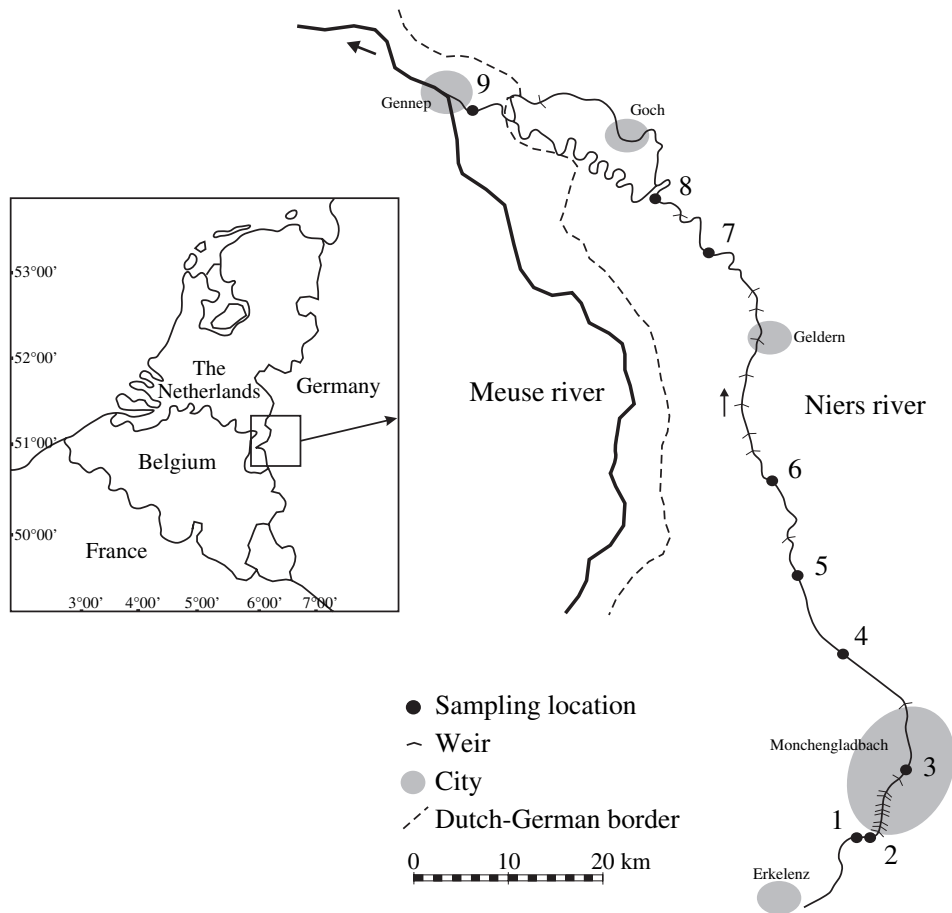 9
Gennep
Goch
8
7
53°00'
52°00'
51°00'
50°00'
The
Netherlands
Germany
Belgium
France
3°00'
4°00'
5°00'
6°00'
7°00'
Geldern
Meuse river
Niers river
6
5
4
Sampling location
Weir
City
Dutch-German border
0 10 20 km
Monchengladbach
3
1
2
Erkelenz